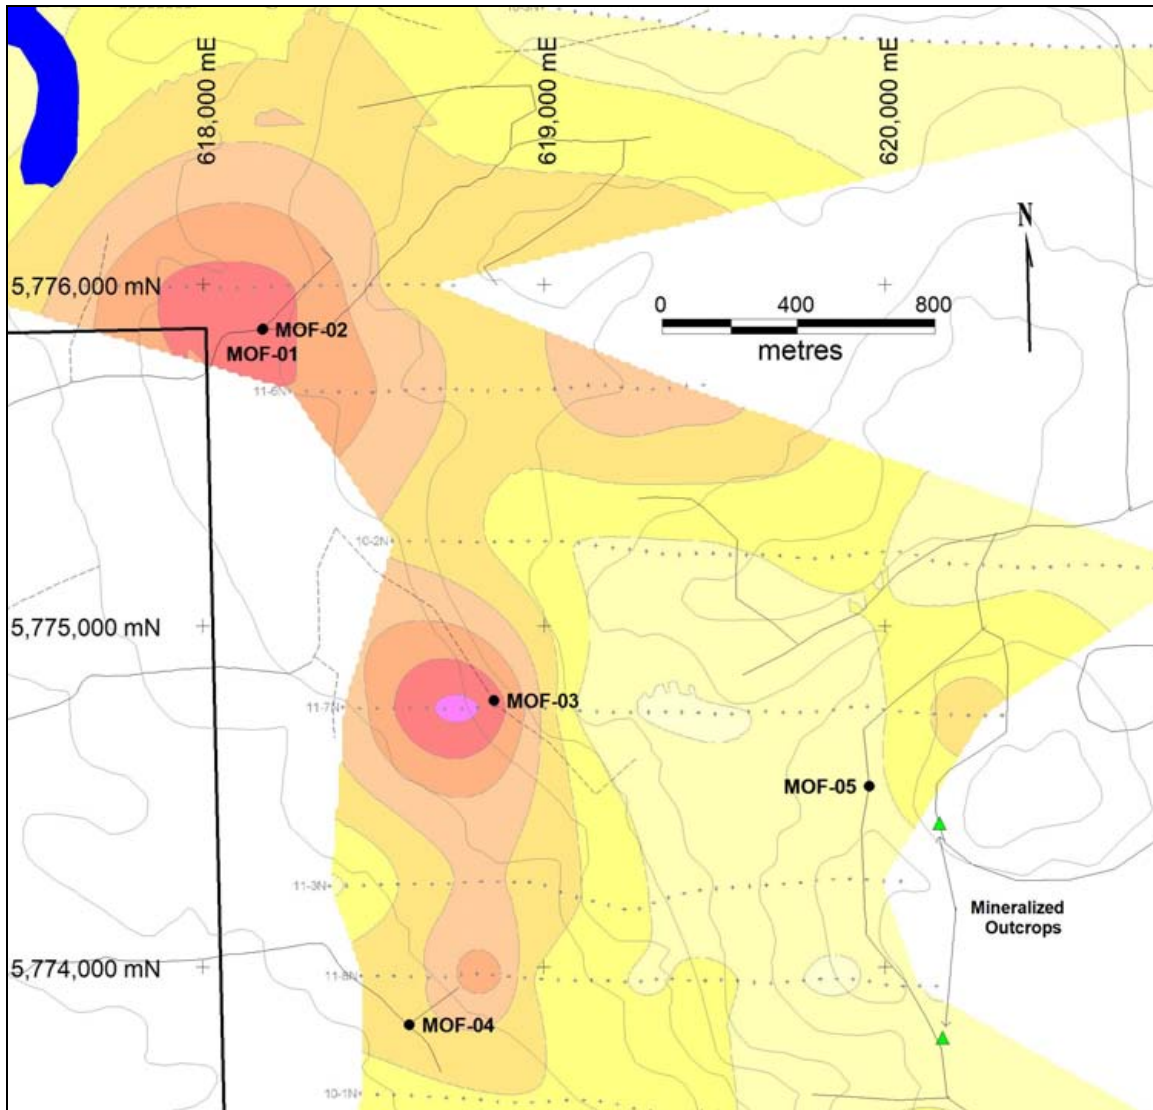 618,000 mE
619,000 mE
620,000 mE
N
5,776,000 mN
0 400 800
metres
MOF-02
MOF-01
11-6N
10-2N
5,775,000 mN
11-7N
MOF-03
MOF-05
11-3N
Mineralized
Outcrops
5,774,000 mN
MOF-04
10-1N